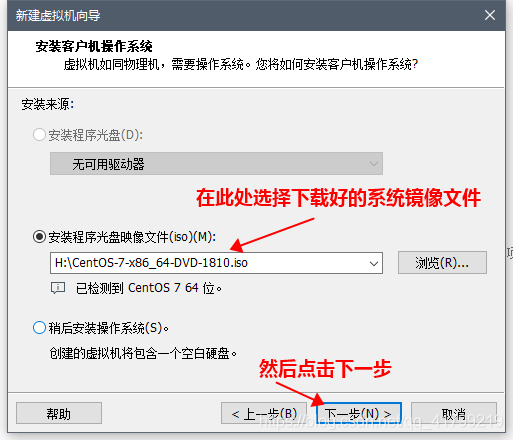 新建虚拟机向导
安装客户机操作系统
虚拟机如同物理机，需要操作系统。您将如何安装客户机操作系统?
安装来源:
安装程序光盘(D):
无可用驱动器
在此处选择下载好的系统镜像文件
安装程序光盘映像文件(iso)(M):
H:\CentOS-7-x86_64-DVD-1810.iso
浏览(R)...
已检测到 CentOS 7 64 位。
稍后安装操作系统(S)。
创建的虚拟机将包含一个空白硬盘。
然后点击下一步
帮助
< 上一步(B)
下一步(N) >
取消
https://blog.csdn.net/qq_41799219